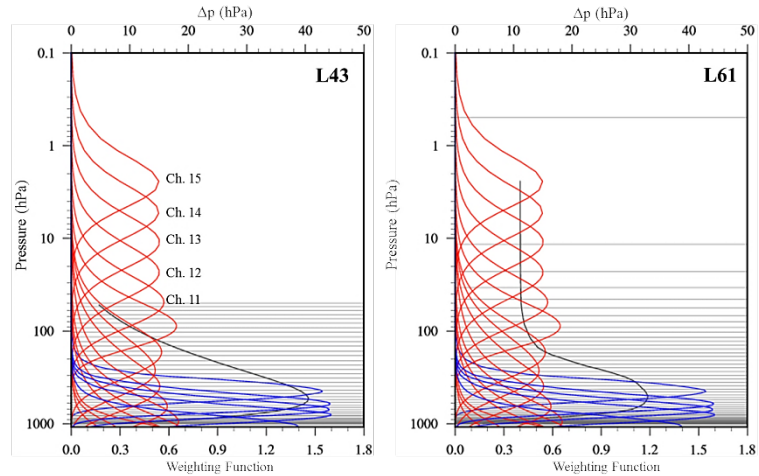 Δp (hPa)
0 10 20 30 40 50
L43
0.1
1
10
100
1000
Pressure (hPa)
Ch. 15
Ch. 14
Ch. 13
Ch. 12
Ch. 11
0.0 0.3 0.6 0.9 1.2 1.5 1.8
Weighting Function
Δp (hPa)
0 10 20 30 40 50
L61
0.1
1
10
100
1000
Pressure (hPa)
0.0 0.3 0.6 0.9 1.2 1.5 1.8
Weighting Function